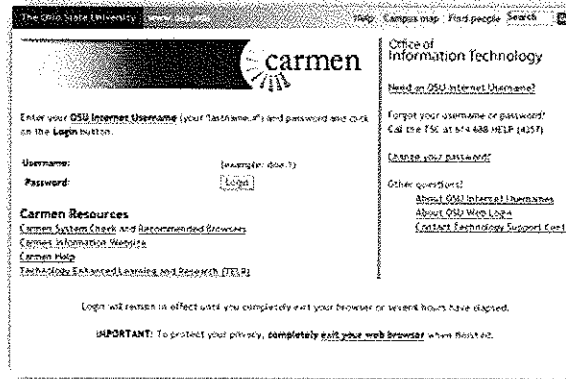 The Ohio State University www.osu.edu Help Campus map Find people Search
carmen
Office of
Information Technology
Need an OSU Internet Username?
Enter your OSU Internet Username (your "lastname.#") and password and click
on the Login button.
Forgot your username or password?
Call the TSC at 614-688-HELP (4357)
Username: (example: doe.1)
Password: Login
Change your password?
Other questions?
About OSU Internet Usernames
About OSU Web Login
Contact Technology Support Cent
Carmen Resources
Carmen System Check and Recommended Browsers
Carmen Information Website
Carmen Help
Technology Enhanced Learning and Research (TELR)
Login will remain in effect until you completely exit your browser or several hours have elapsed.
IMPORTANT: To protect your privacy, completely exit your web browser when finished.